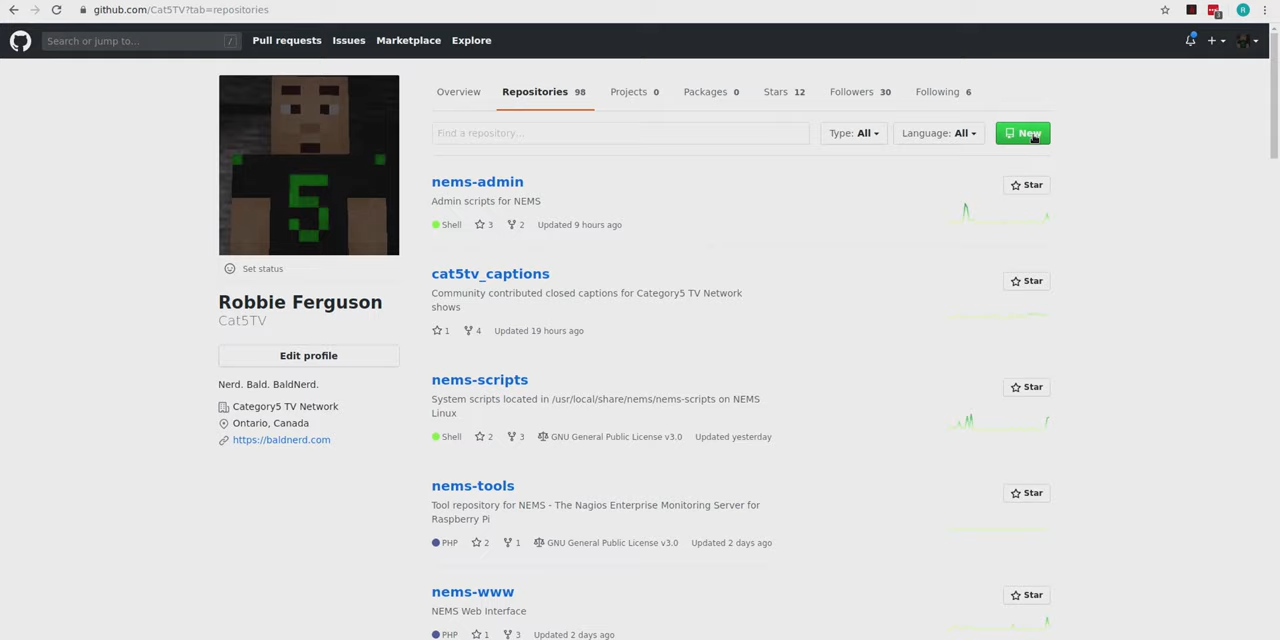 github.com/Cat5TV?tab=repositories
3
R
Search or jump to...
/
Pull requests
Issues
Marketplace
Explore
Overview
Repositories 98
Projects 0
Packages 0
Stars 12
Followers 30
Following 6
Find a repository...
Type: All
Language: All
New
5
Set status
Robbie Ferguson
Cat5TV
Edit profile
Nerd. Bald. BaldNerd.
Category5 TV Network
Ontario, Canada
https://baldnerd.com
nems-admin
Star
Admin scripts for NEMS
Shell 3 2 Updated 9 hours ago
cat5tv_captions
Star
Community contributed closed captions for Category5 TV Network
shows
1 4 Updated 19 hours ago
nems-scripts
Star
System scripts located in /usr/local/share/nems/nems-scripts on NEMS
Linux
Shell 2 3 GNU General Public License v3.0 Updated yesterday
nems-tools
Star
Tool repository for NEMS - The Nagios Enterprise Monitoring Server for
Raspberry Pi
PHP 2 1 GNU General Public License v3.0 Updated 2 days ago
nems-www
Star
NEMS Web Interface
PHP 1 3 Updated 2 days ago